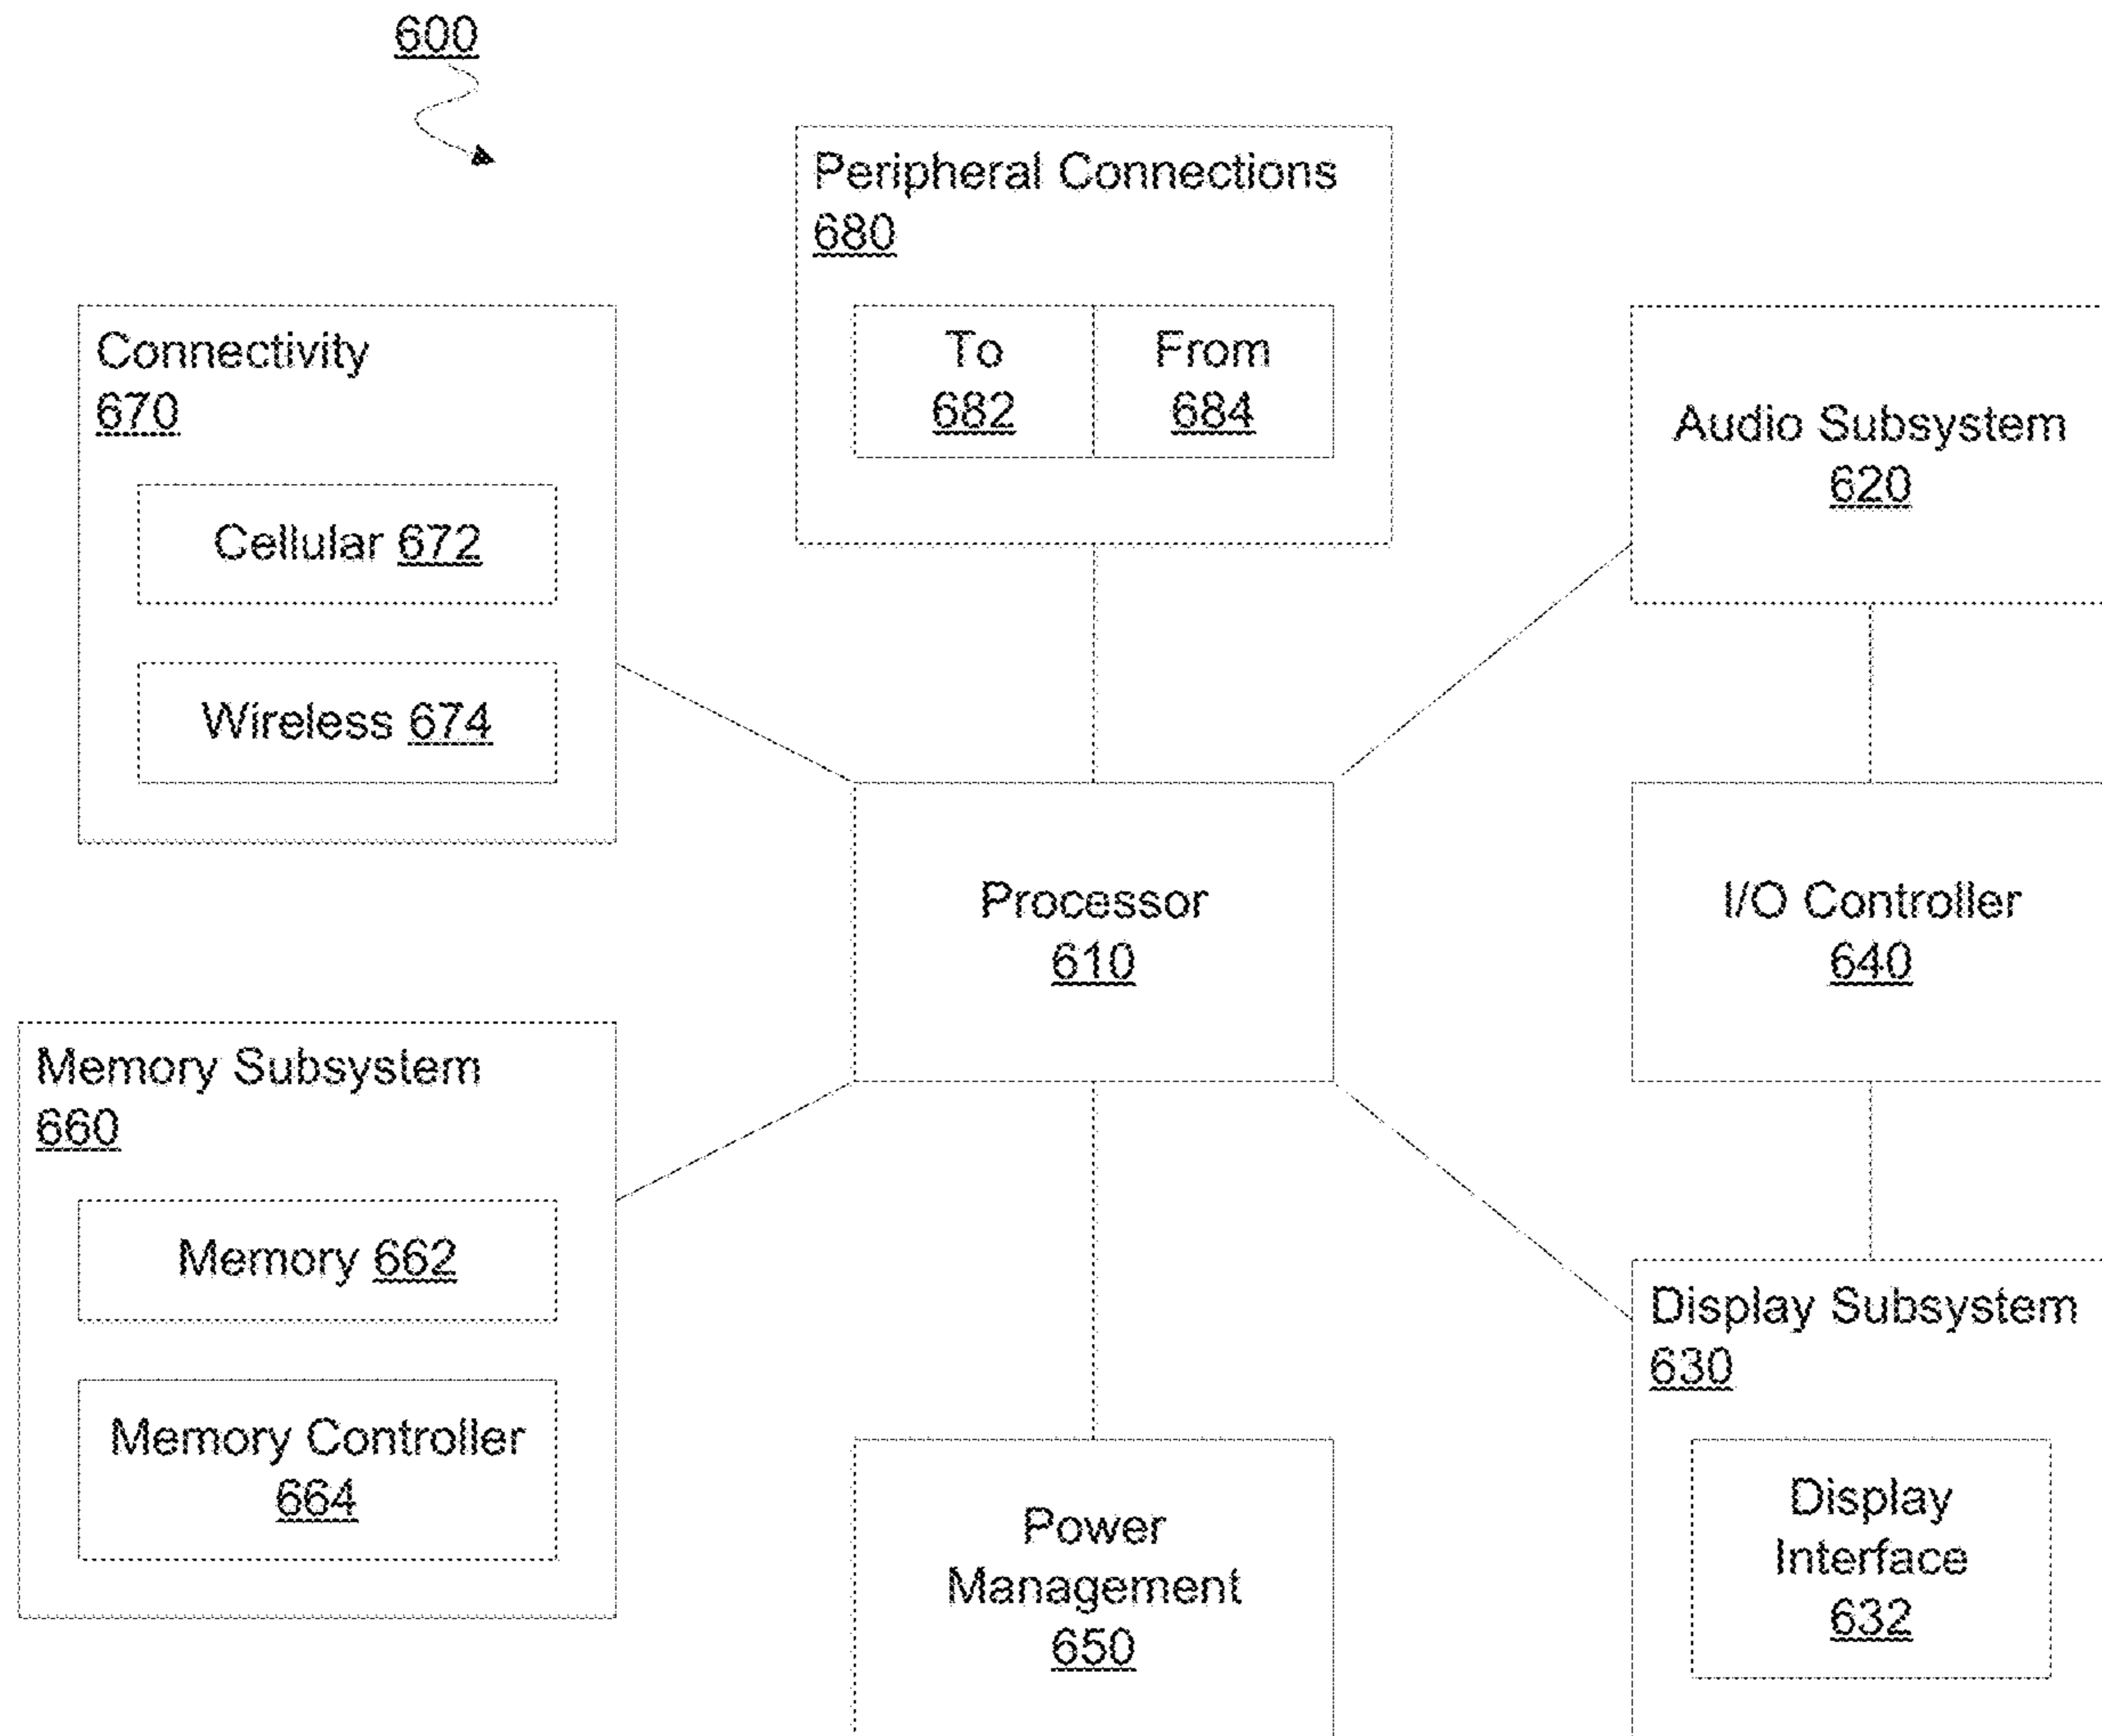 600
Peripheral Connections
680
To
682
From
684
Connectivity
670
Cellular 672
Wireless 674
Audio Subsystem
620
Processor
610
I/O Controller
640
Memory Subsystem
660
Memory 662
Memory Controller
664
Power
Management
650
Display Subsystem
630
Display
Interface
632